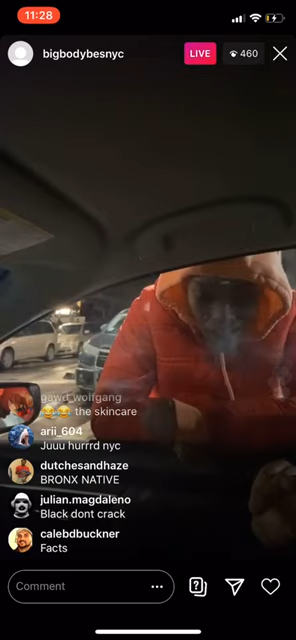 11:28
bigbodybesnyc
LIVE
460
gawd_wolfgang
😂😂 the skincare
arii_604
Juuu hurrrd nyc
dutchesandhaze
BRONX NATIVE
julian.magdaleno
Black dont crack
calebdbuckner
Facts
Comment